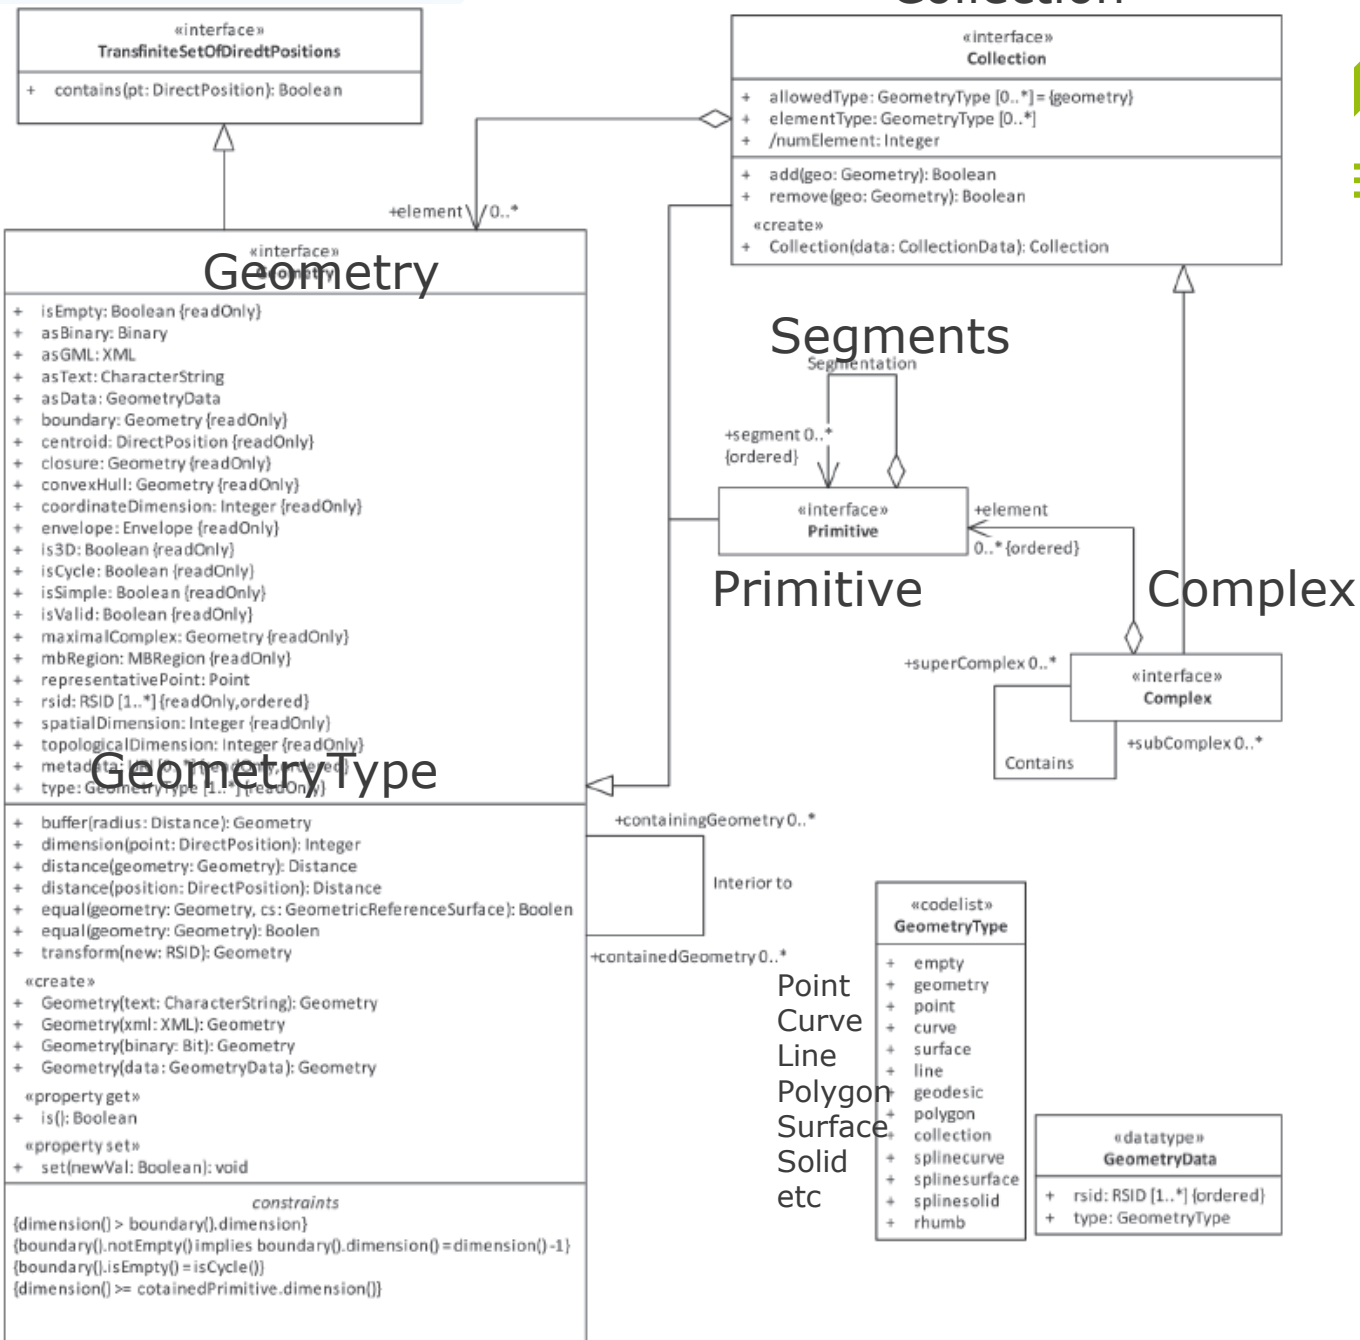 Collection
«interface»
TransfiniteSetOfDiredtPositions
+ contains(pt: DirectPosition): Boolean
«interface»
Collection
+ allowedType: GeometryType [0..*] = {geometry}
+ elementType: GeometryType [0..*]
+ /numElement: Integer
+ add(geo: Geometry): Boolean
+ remove(geo: Geometry): Boolean
«create»
+ Collection(data: CollectionData): Collection
+element 0..*
«interface»
Geometry
Geometry
+ isEmpty: Boolean {readOnly}
+ asBinary: Binary
+ asGML: XML
+ asText: CharacterString
+ asData: GeometryData
+ boundary: Geometry {readOnly}
+ centroid: DirectPosition {readOnly}
+ closure: Geometry {readOnly}
+ convexHull: Geometry {readOnly}
+ coordinateDimension: Integer {readOnly}
+ envelope: Envelope {readOnly}
+ is3D: Boolean {readOnly}
+ isCycle: Boolean {readOnly}
+ isSimple: Boolean {readOnly}
+ isValid: Boolean {readOnly}
+ maximalComplex: Geometry {readOnly}
+ mbRegion: MBRegion {readOnly}
+ representativePoint: Point
+ rsid: RSID [1..*] {readOnly,ordered}
+ spatialDimension: Integer {readOnly}
+ topologicalDimension: Integer {readOnly}
+ metadata: URI [0..*] {readOnly,ordered}
GeometryType
+ type: GeometryType [1..*] {readOnly}
+ buffer(radius: Distance): Geometry
+ dimension(point: DirectPosition): Integer
+ distance(geometry: Geometry): Distance
+ distance(position: DirectPosition): Distance
+ equal(geometry: Geometry, cs: GeometricReferenceSurface): Boolen
+ equal(geometry: Geometry): Boolen
+ transform(new: RSID): Geometry
«create»
+ Geometry(text: CharacterString): Geometry
+ Geometry(xml: XML): Geometry
+ Geometry(binary: Bit): Geometry
+ Geometry(data: GeometryData): Geometry
«property get»
+ is(): Boolean
«property set»
+ set(newVal: Boolean): void
constraints
{dimension() > boundary().dimension}
{boundary().notEmpty() implies boundary().dimension() = dimension() -1}
{boundary().isEmpty() = isCycle()}
{dimension() >= cotainedPrimitive.dimension()}
Segments
Segmentation
+segment 0..*
{ordered}
«interface»
Primitive
+element
0..* {ordered}
Primitive
Complex
+superComplex 0..*
«interface»
Complex
+subComplex 0..*
Contains
+containingGeometry 0..*
Interior to
+containedGeometry 0..*
Point
Curve
Line
Polygon
Surface
Solid
etc
«codelist»
GeometryType
+ empty
+ geometry
+ point
+ curve
+ surface
+ line
+ geodesic
+ polygon
+ collection
+ splinecurve
+ splinesurface
+ splinesolid
+ rhumb
«datatype»
GeometryData
+ rsid: RSID [1..*] {ordered}
+ type: GeometryType